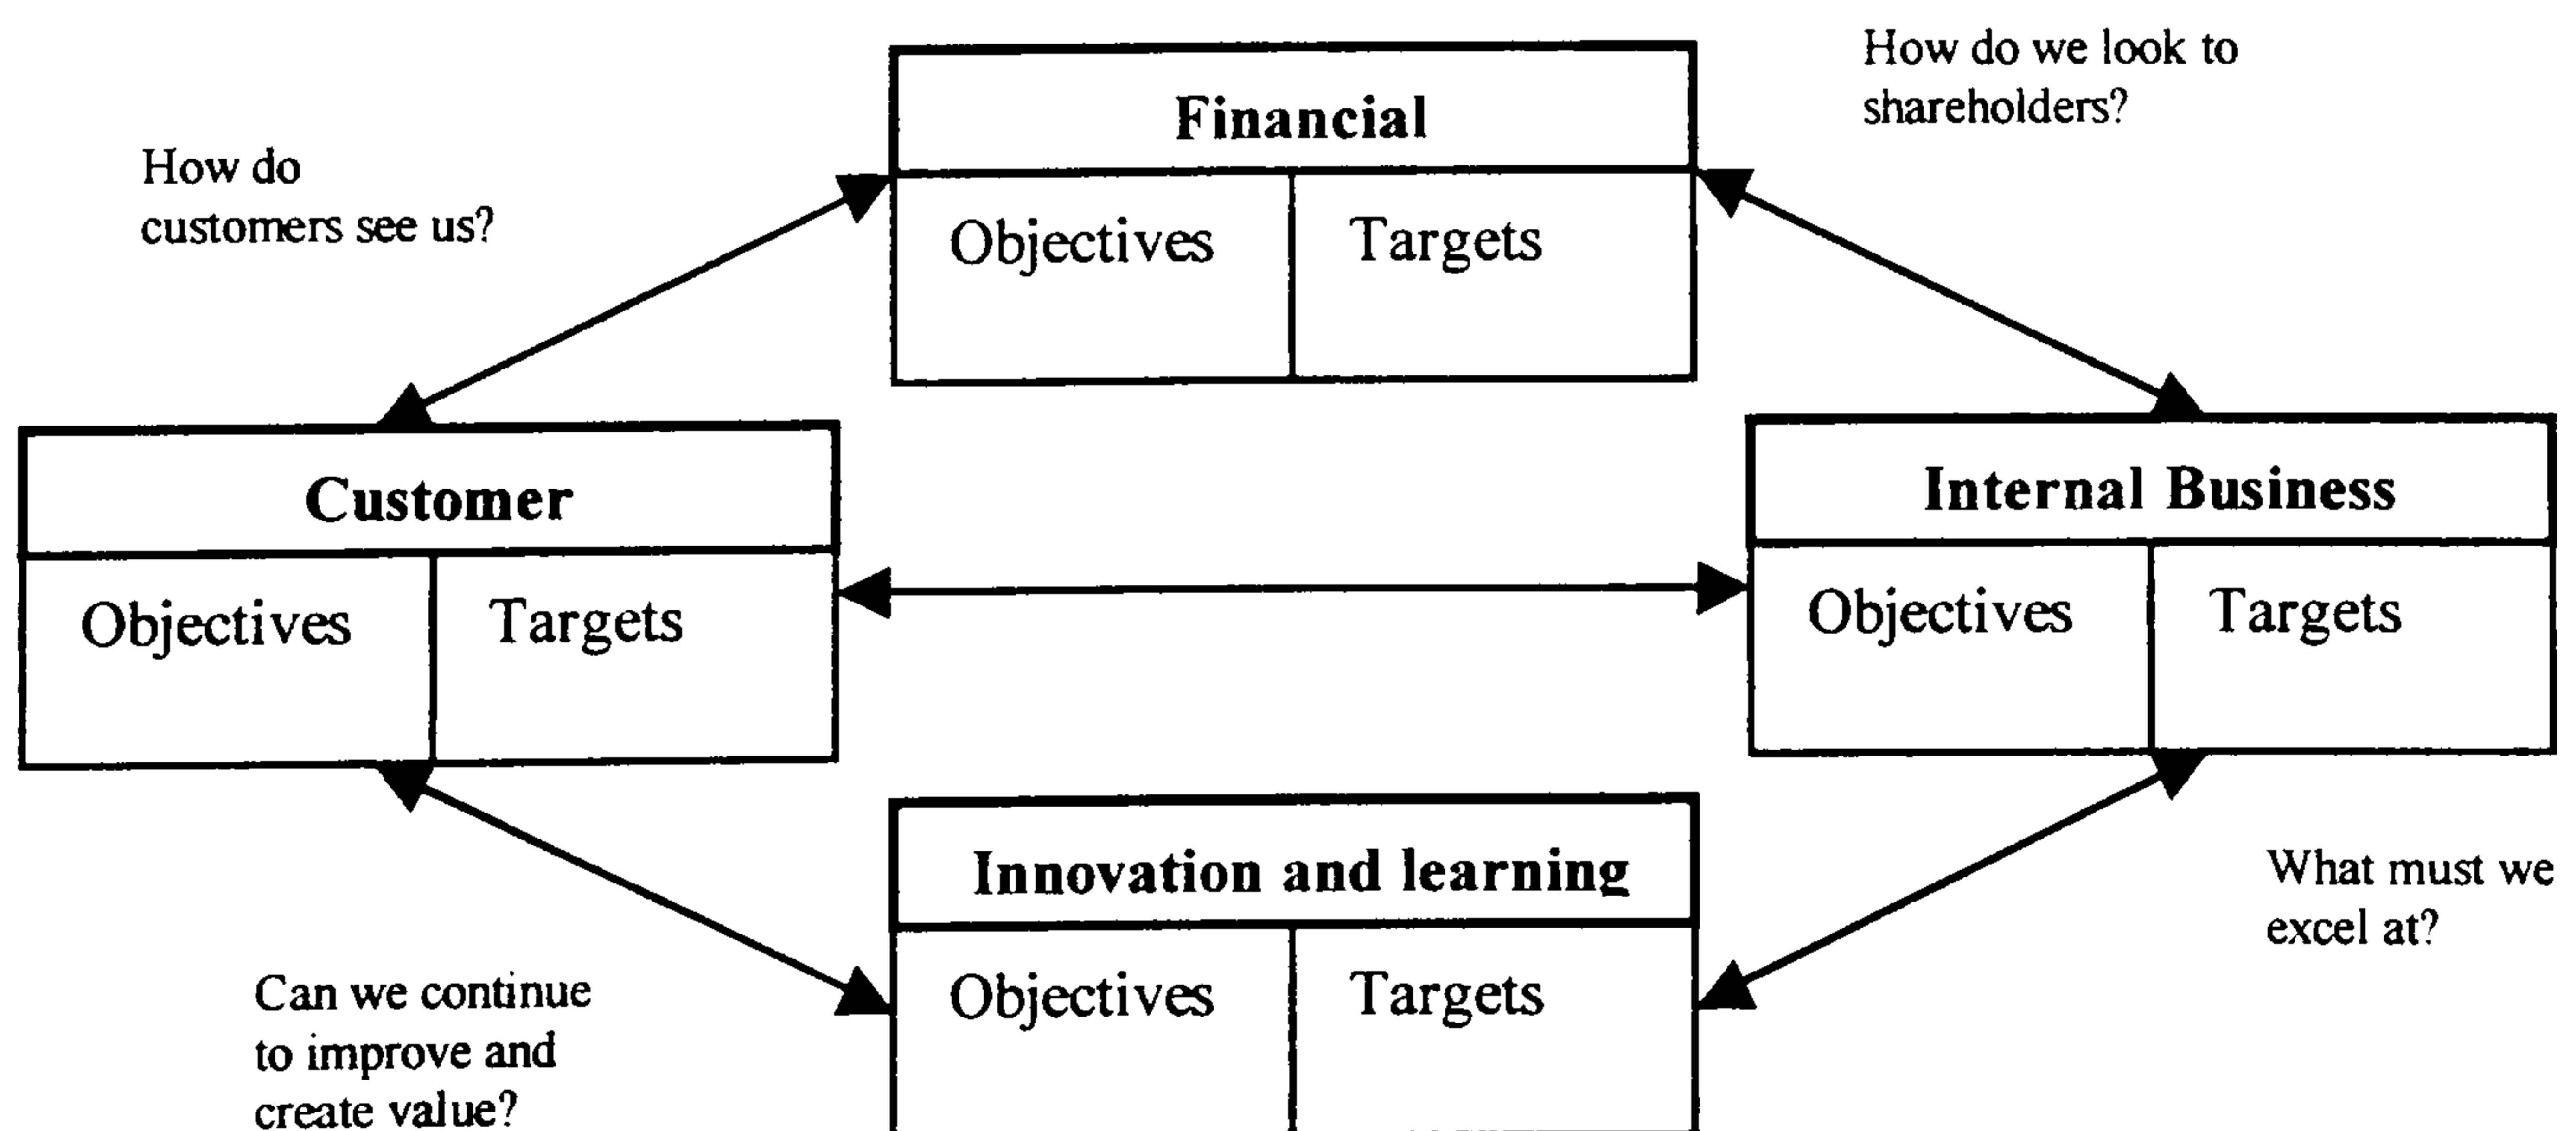 How do we look to
shareholders?
Financial
How do
customers see us?
Objectives Targets
Customer
Internal Business
Objectives Targets
Objectives Targets
Innovation and learning
What must we
excel at?
Objectives Targets
Can we continue
to improve and
create value?